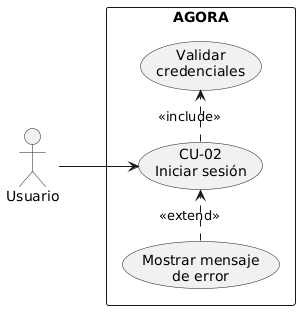 AGORA
Validar
credenciales
«include»
CU-02
Iniciar sesión
Usuario
«extend»
Mostrar mensaje
de error